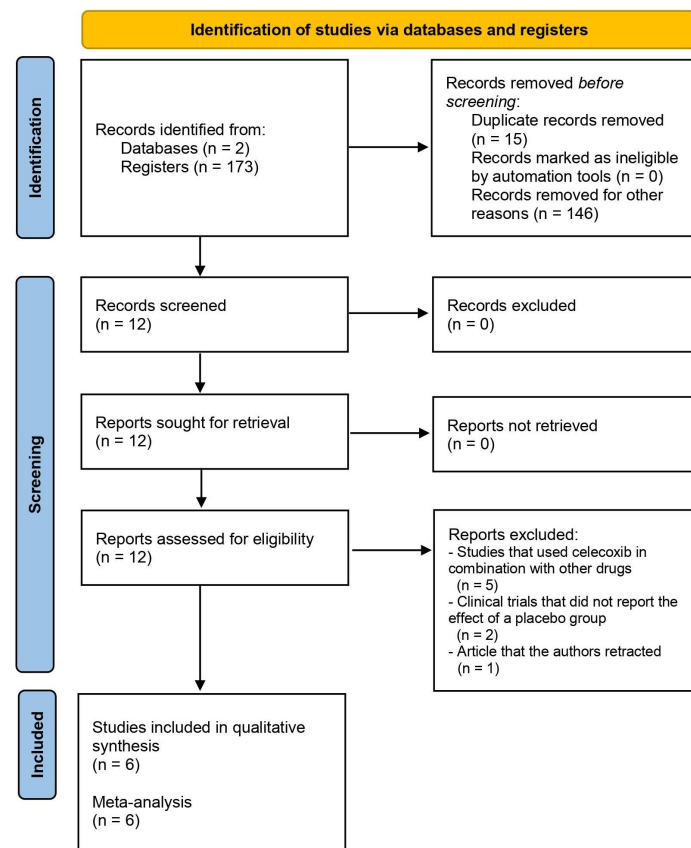 Identification of studies via databases and registers
Identification
Records identified from:
Databases (n = 2)
Registers (n = 173)
Records removed before
screening:
Duplicate records removed
(n = 15)
Records marked as ineligible
by automation tools (n = 0)
Records removed for other
reasons (n = 146)
Screening
Records screened
(n = 12)
Records excluded
(n = 0)
Reports sought for retrieval
(n = 12)
Reports not retrieved
(n = 0)
Reports assessed for eligibility
(n = 12)
Reports excluded:
- Studies that used celecoxib in
combination with other drugs
(n = 5)
- Clinical trials that did not report the
effect of a placebo group
(n = 2)
- Article that the authors retracted
(n = 1)
Included
Studies included in qualitative
synthesis
(n = 6)
Meta-analysis
(n = 6)